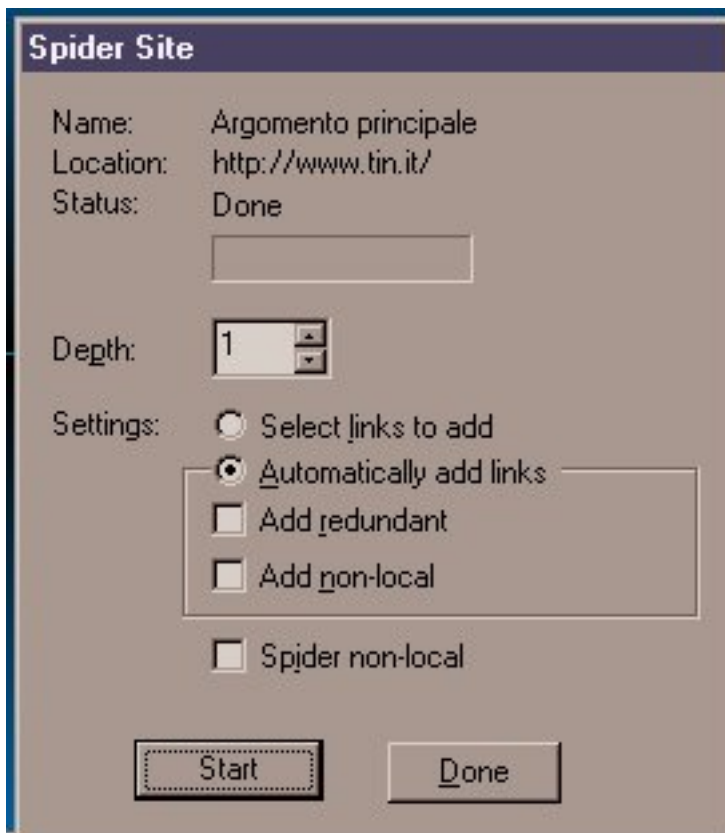 Spider Site
Name: Argomento principale
Location: http://www.tin.it/
Status: Done
Depth: 1
Settings: Select links to add
Automatically add links
Add redundant
Add non-local
Spider non-local
Start Done